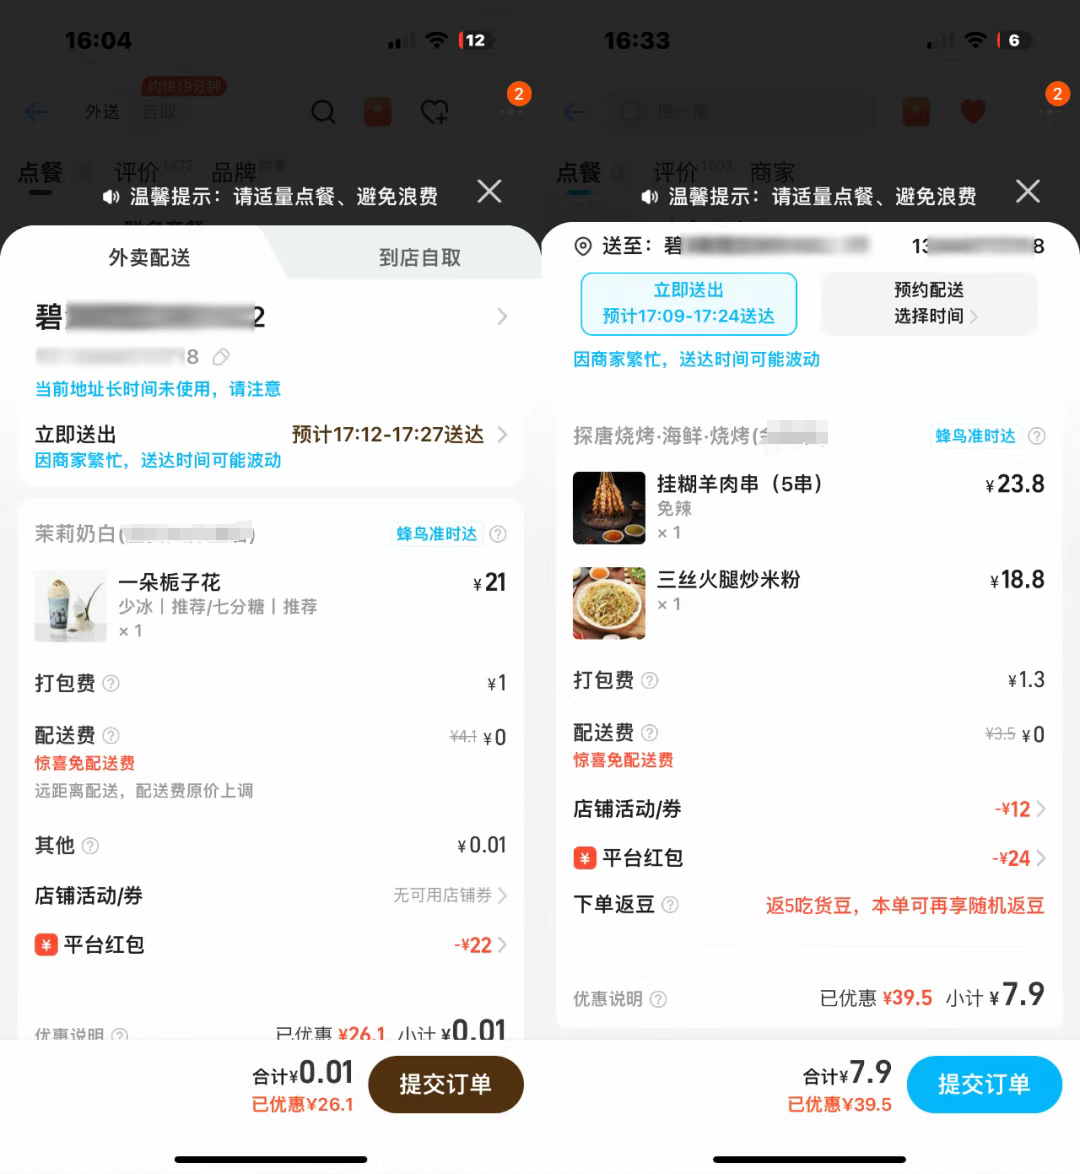 16:04
12
约快19分钟
外送
自取
2
点餐
评价
4472
品牌
故事
温馨提示：请适量点餐、避免浪费
外卖配送
到店自取
碧
2
8
当前地址长时间未使用，请注意
立即送出
预计17:12-17:27送达
因商家繁忙，送达时间可能波动
茉莉奶白(
)
蜂鸟准时达
一朵栀子花
¥21
少冰丨推荐/七分糖丨推荐
×1
打包费
¥1
配送费
¥4.1 ¥0
惊喜免配送费
远距离配送，配送费原价上调
其他
¥0.01
店铺活动/券
无可用店铺券
¥ 平台红包
-¥22
优惠说明
已优惠 ¥26.1 小计 ¥0.01
合计¥0.01
已优惠¥26.1
提交订单
16:33
6
搜一搜
2
点餐
评价
1803
商家
温馨提示：请适量点餐、避免浪费
送至：碧
13
8
立即送出
预计17:09-17:24送达
预约配送
选择时间
因商家繁忙，送达时间可能波动
探唐烧烤·海鲜·烧烤(
蜂鸟准时达
挂糊羊肉串（5串）
¥23.8
免辣
×1
三丝火腿炒米粉
¥18.8
×1
打包费
¥1.3
配送费
¥3.5 ¥0
惊喜免配送费
店铺活动/券
-¥12
¥ 平台红包
-¥24
下单返豆
返5吃货豆，本单可再享随机返豆
优惠说明
已优惠 ¥39.5 小计 ¥7.9
合计¥7.9
已优惠¥39.5
提交订单